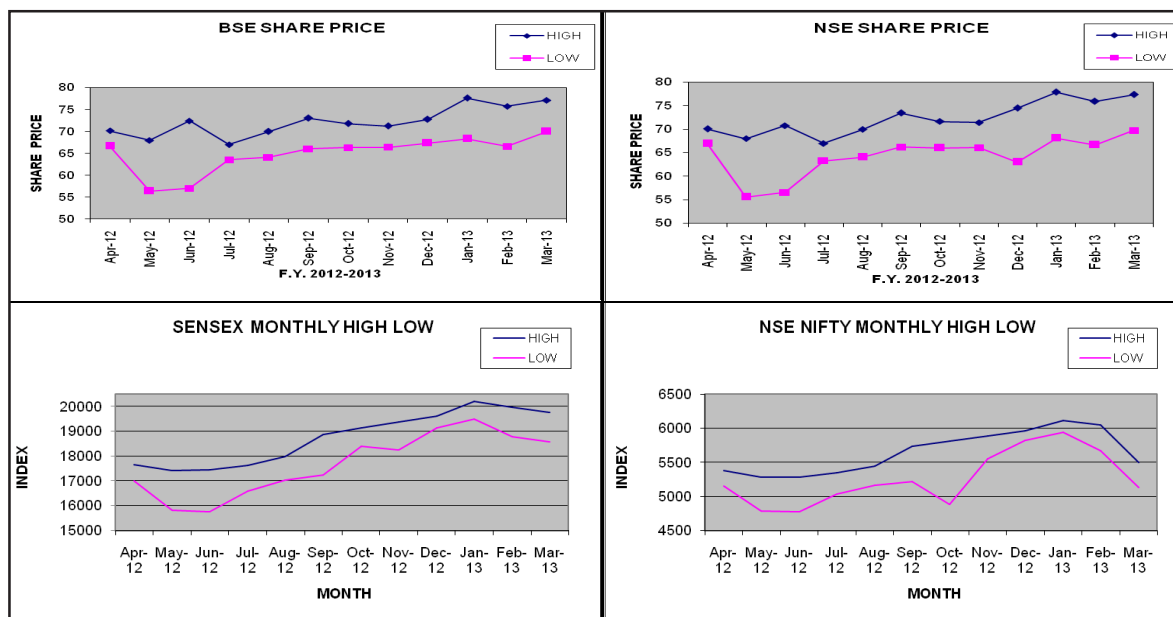 BSE SHARE PRICE
HIGH
LOW
SHARE PRICE
80
75
70
65
60
55
50
Apr-12
May-12
Jun-12
Jul-12
Aug-12
Sep-12
Oct-12
Nov-12
Dec-12
Jan-13
Feb-13
Mar-13
F.Y. 2012-2013
NSE SHARE PRICE
HIGH
LOW
SHARE PRICE
80
75
70
65
60
55
50
Apr-12
May-12
Jun-12
Jul-12
Aug-12
Sep-12
Oct-12
Nov-12
Dec-12
Jan-13
Feb-13
Mar-13
F.Y. 2012-2013
SENSEX MONTHLY HIGH LOW
HIGH
LOW
INDEX
20000
19000
18000
17000
16000
15000
Apr-12 May-12 Jun-12 Jul-12 Aug-12 Sep-12 Oct-12 Nov-12 Dec-12 Jan-13 Feb-13 Mar-13
MONTH
NSE NIFTY MONTHLY HIGH LOW
HIGH
LOW
INDEX
6500
6000
5500
5000
4500
Apr-12 May-12 Jun-12 Jul-12 Aug-12 Sep-12 Oct-12 Nov-12 Dec-12 Jan-13 Feb-13 Mar-13
MONTH